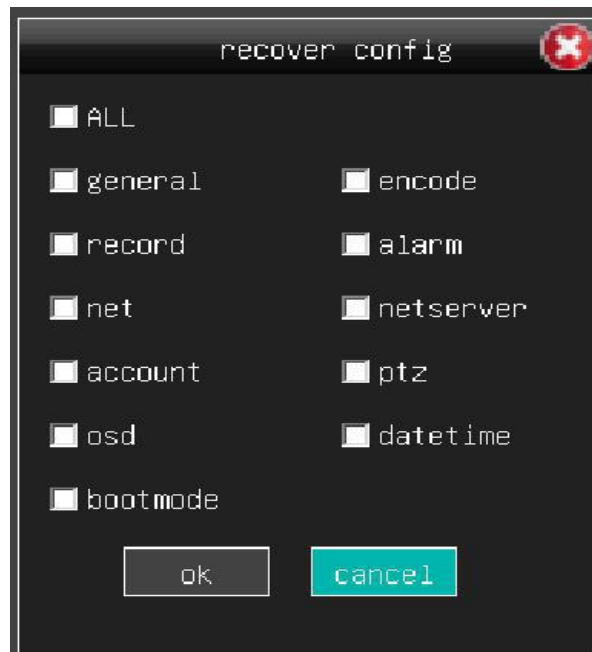 recover config
ALL
general encode
record alarm
net netserver
account ptz
osd datetime
bootmode
ok cancel